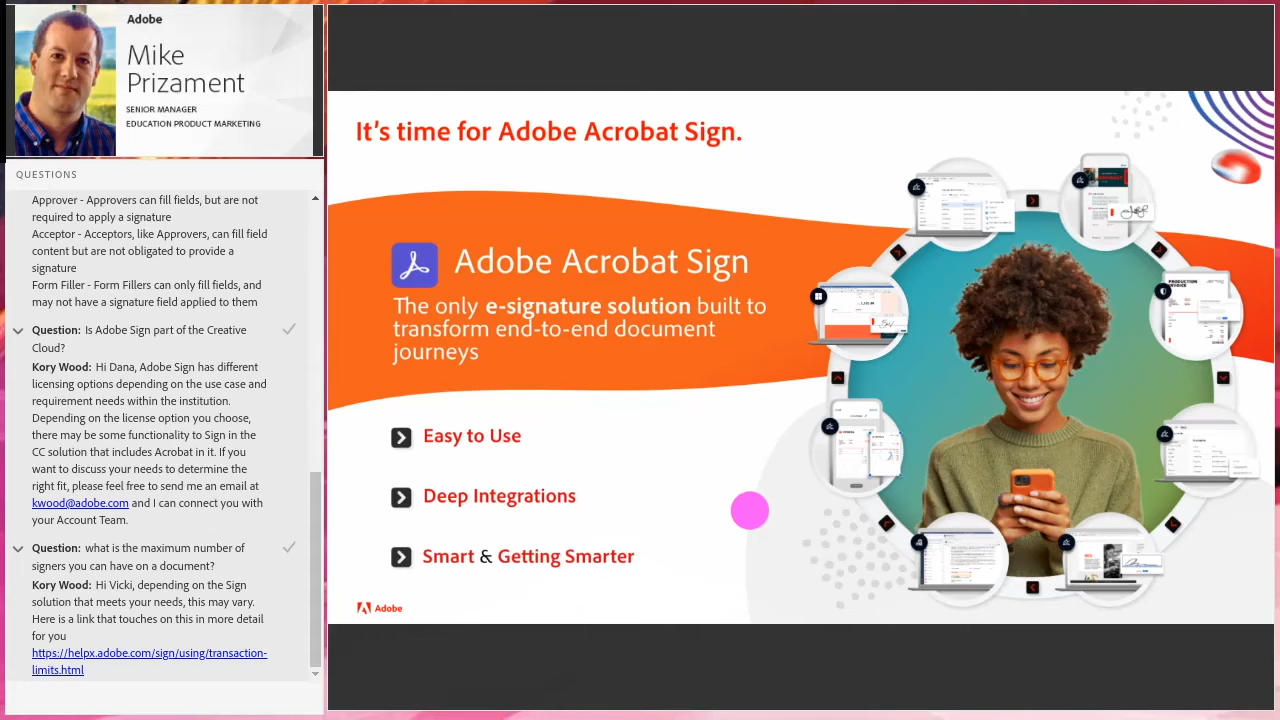 Adobe
Mike
Prizament
SENIOR MANAGER
EDUCATION PRODUCT MARKETING
QUESTIONS
Approver - Approvers can fill fields, but not
required to apply a signature
Acceptor - Accepters, like Approvers, can field
content but are not obligated to provide a
signature
Form Filler - Form Fillers can only fill fields, and
may not have a signature applied to them
Question: Is Adobe Sign part of the Creative
Cloud?
Kory Wood: Hi Dana, Adobe Sign has different
licensing options depending on the use case and
requirement needs within the institution.
Depending on the license option you choose,
there may be some functionality to Sign in the
CC solution that includes Acrobat in it. If you
want to discuss your needs to determine the
right fit, please feel free to send me an email at
kwood@adobe.com and I can connect you with
your Account Team.
Question: what is the maximum number of
signers you have on a document?
Kory Wood: Hi Vicki, depending on the Sign
solution that meets your needs, this may vary.
Here is a link that touches on this in more detail
for you
https://helpx.adobe.com/sign/using/transaction-
limits.html
It's time for Adobe Acrobat Sign.
Adobe Acrobat Sign
The only e-signature solution built to
transform end-to-end document
journeys
Easy to Use
Deep Integrations
Smart & Getting Smarter
Adobe
PRODUCTION
INVOICE